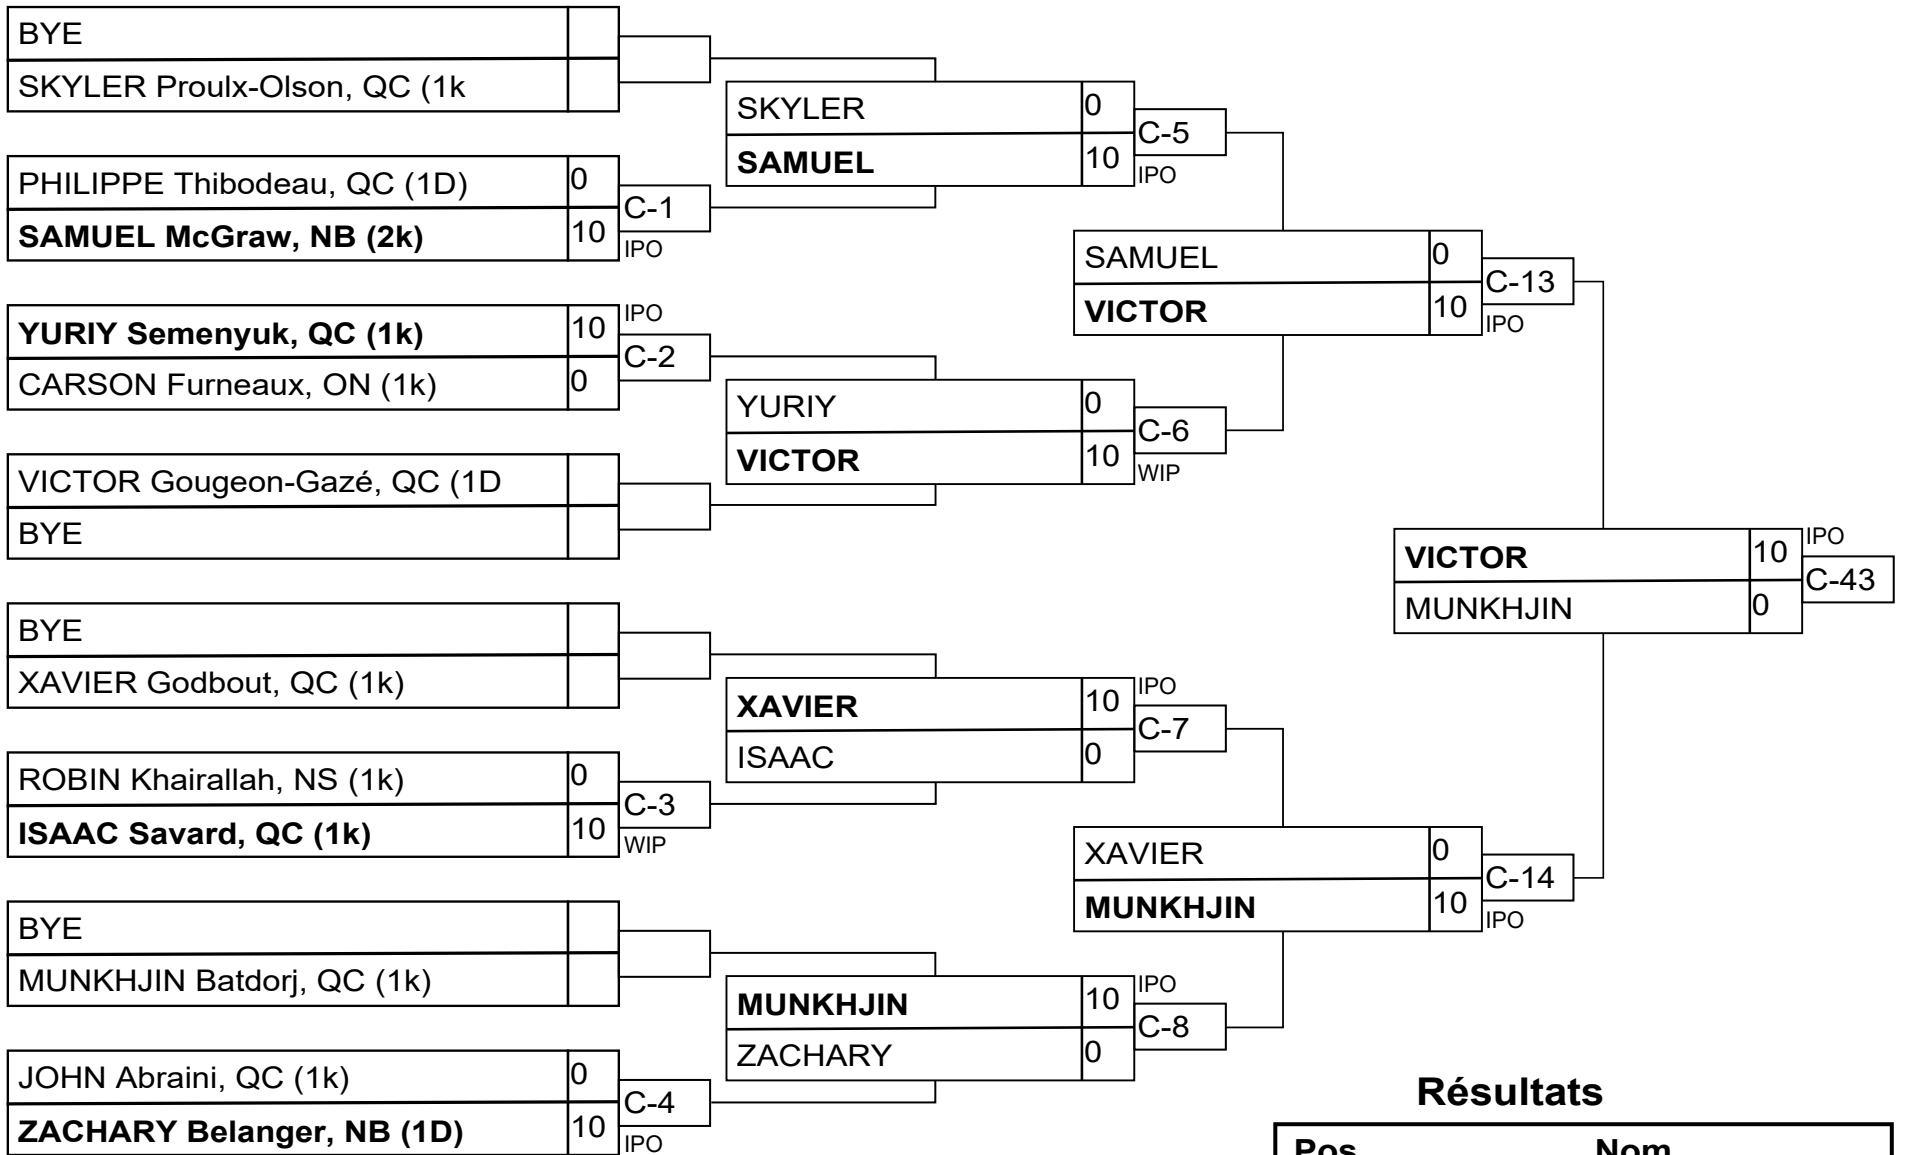 BYE
SKYLER Proulx-Olson, QC (1k
PHILIPPE Thibodeau, QC (1D) 0
C-1
SAMUEL McGraw, NB (2k) 10
IPO
YURIY Semenyuk, QC (1k) 10
IPO
C-2
CARSON Furneaux, ON (1k) 0
VICTOR Gougeon-Gazé, QC (1D
BYE
BYE
XAVIER Godbout, QC (1k)
ROBIN Khairallah, NS (1k) 0
C-3
ISAAC Savard, QC (1k) 10
WIP
BYE
MUNKHJIN Batdorj, QC (1k)
JOHN Abraini, QC (1k) 0
C-4
ZACHARY Belanger, NB (1D) 10
IPO
SKYLER 0
C-5
SAMUEL 10
IPO
YURIY 0
C-6
VICTOR 10
WIP
XAVIER 10
IPO
C-7
ISAAC 0
MUNKHJIN 10
IPO
C-8
ZACHARY 0
SAMUEL 0
C-13
VICTOR 10
IPO
XAVIER 0
C-14
MUNKHJIN 10
IPO
VICTOR 10
IPO
C-43
MUNKHJIN 0
Résultats
Pos Nom